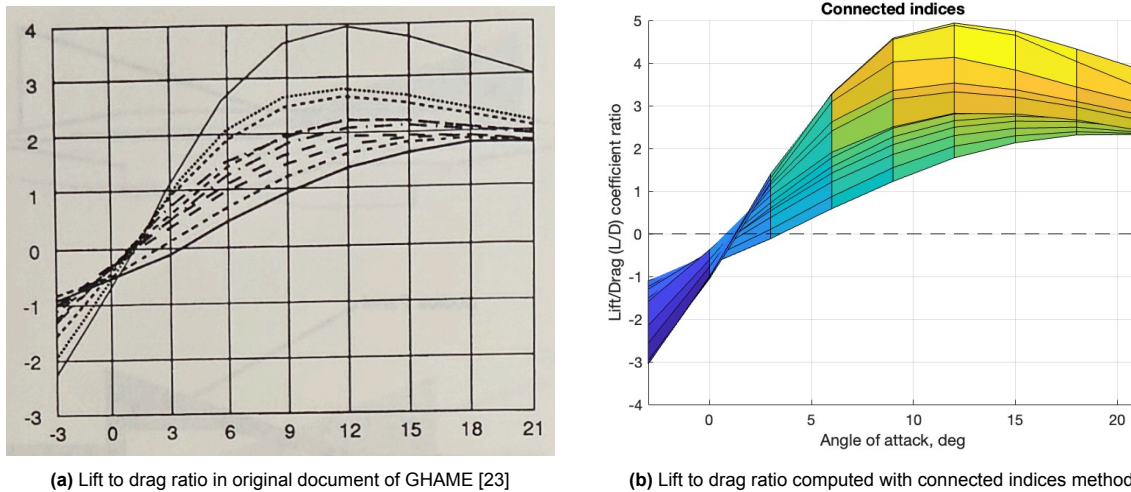 4
3
2
1
0
-1
-2
-3
-3 0 3 6 9 12 15 18 21
(a) Lift to drag ratio in original document of GHAME [23]
Connected indices
Lift/Drag (L/D) coefficient ratio
5
4
3
2
1
0
-1
-2
-3
-4
0 5 10 15 20
Angle of attack, deg
(b) Lift to drag ratio computed with connected indices method